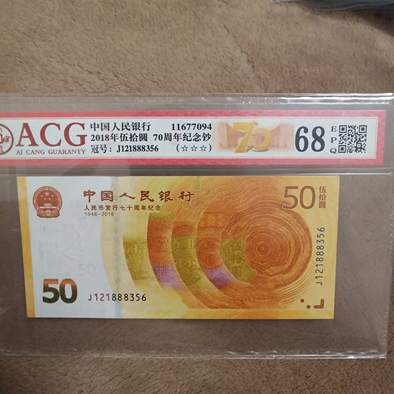 ACG
AI CANG GUARANTY
中国人民银行 11677094
2018年伍拾圆 70周年纪念钞
冠号: J121888356 (☆☆☆)
70
68
EPQ
中国人民银行
人民币发行七十周年纪念
1948-2018
50
伍拾圆
J121888356
50
J121888356